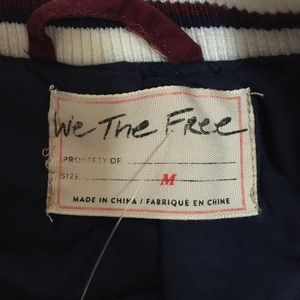 We The Free
PROPERTY OF
SIZE M
MADE IN CHINA / FABRIQUÉ EN CHINE